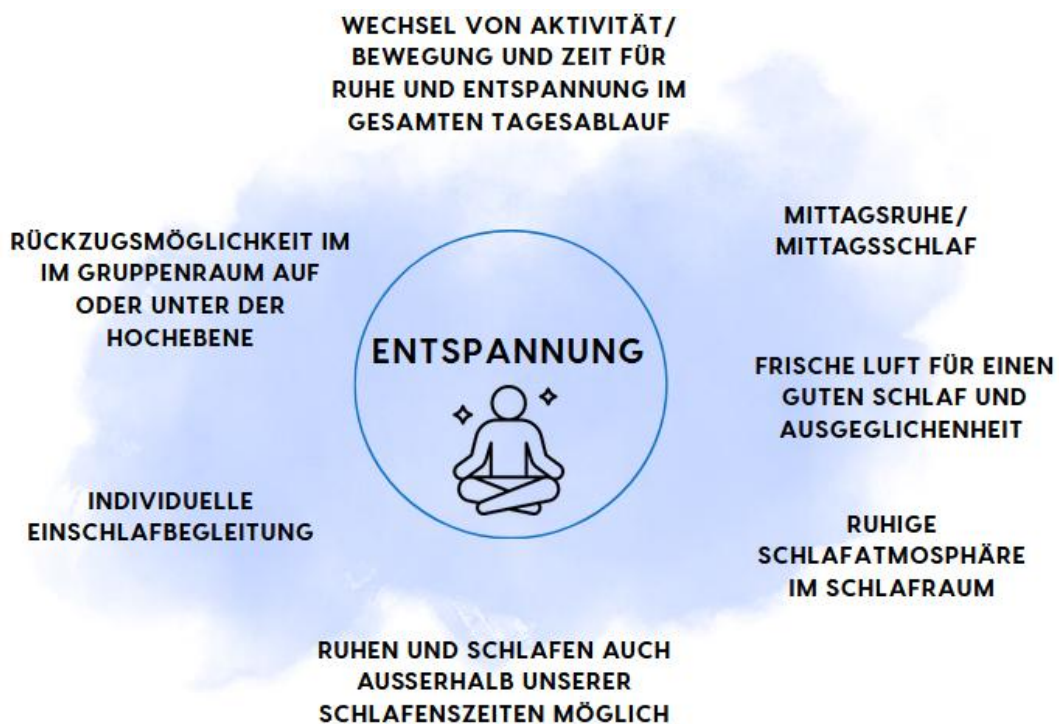 WECHSEL VON AKTIVITÄT/
BEWEGUNG UND ZEIT FÜR
RUHE UND ENTSPANNUNG IM
GESAMTEN TAGESABLAUF
MITTAGSRUHE/
MITTAGSSCHLAF
RÜCKZUGSMÖGLICHKEIT IM
IM GRUPPENRAUM AUF
ODER UNTER DER
HOCHEBENE
ENTSPANNUNG
FRISCHE LUFT FÜR EINEN
GUTEN SCHLAF UND
AUSGEGLICHENHEIT
INDIVIDUELLE
EINSCHLAFBEGLEITUNG
RUHIGE
SCHLAFATMOSPHÄRE
IM SCHLAFRAUM
RUHEN UND SCHLAFEN AUCH
AUSSERHALB UNSERER
SCHLAFENSZEITEN MÖGLICH